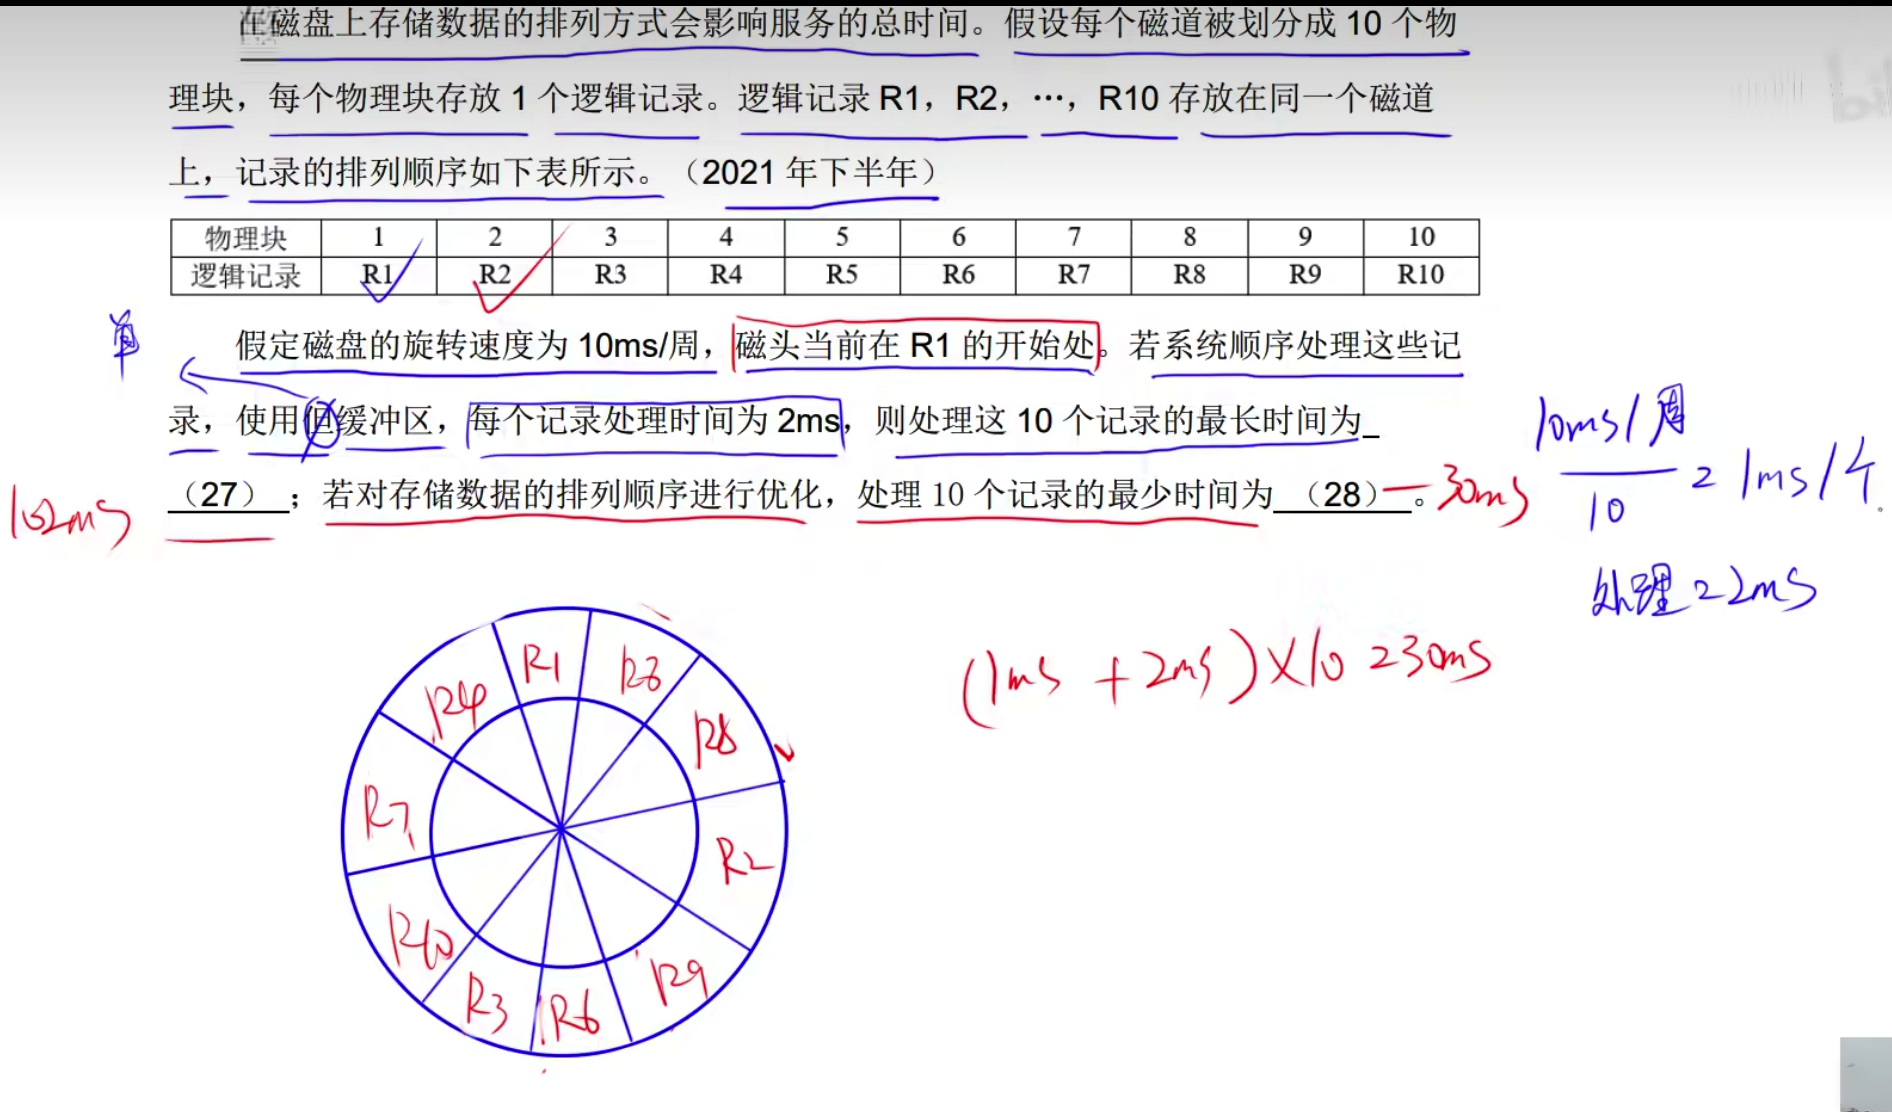 在磁盘上存储数据的排列方式会影响服务的总时间。假设每个磁道被划分成 10 个物
理块，每个物理块存放 1 个逻辑记录。逻辑记录 R1，R2，…，R10 存放在同一个磁道
上，记录的排列顺序如下表所示。（2021 年下半年）
物理块 1 2 3 4 5 6 7 8 9 10
逻辑记录 R1 R2 R3 R4 R5 R6 R7 R8 R9 R10
单
假定磁盘的旋转速度为 10ms/周，磁头当前在 R1 的开始处。若系统顺序处理这些记
录，使用但缓冲区，每个记录处理时间为 2ms，则处理这 10 个记录的最长时间为
（27）；若对存储数据的排列顺序进行优化，处理 10 个记录的最少时间为（28）。
102ms
30ms
10ms/周
10
= 1ms/个
处理=2ms
(1ms + 2ms) × 10 = 30ms
R1
R4
R8
R7
R2
R10
R3
R6
R9